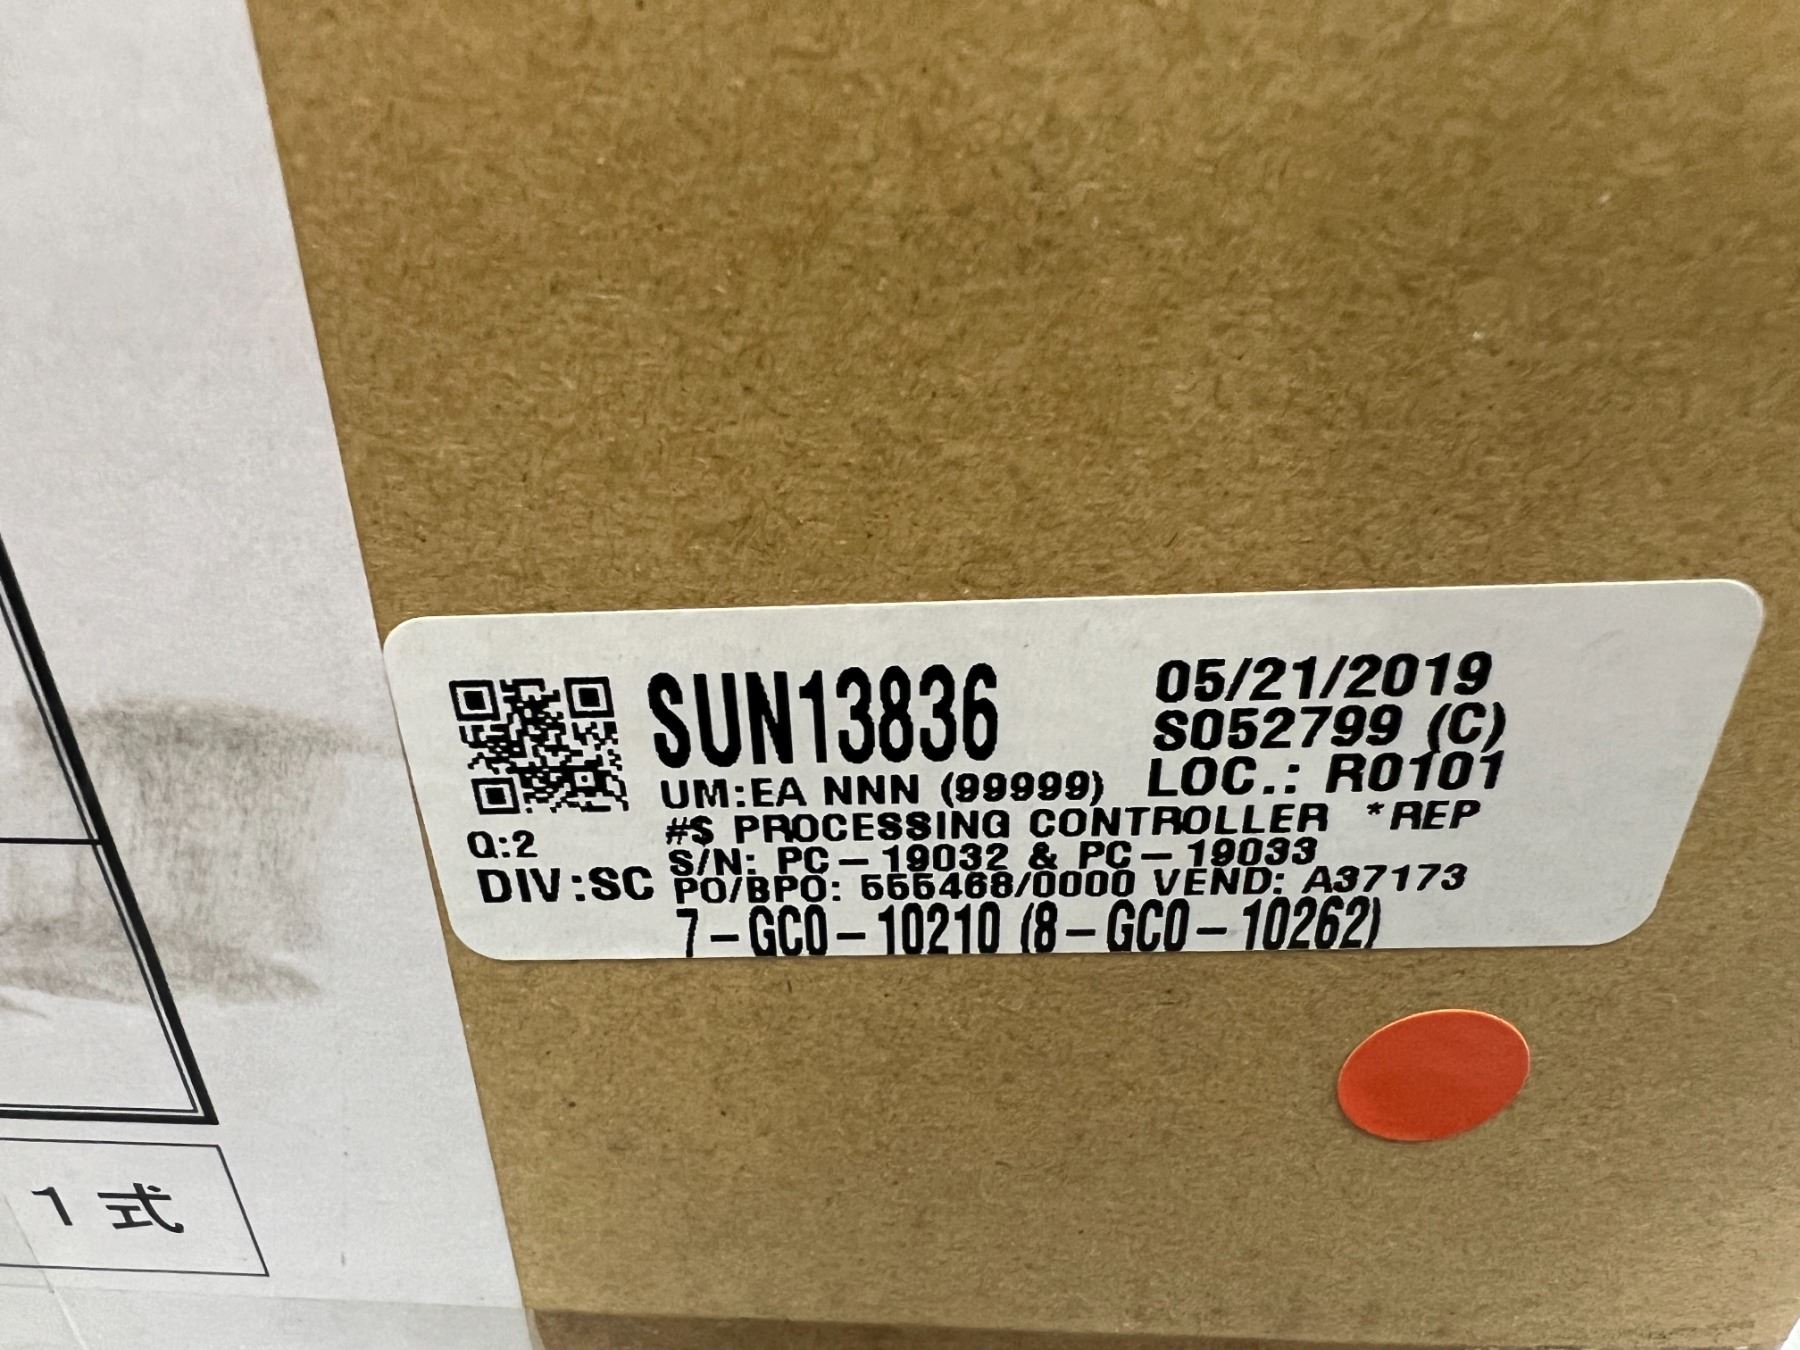 SUN13836
05/21/2019
S052799 (C)
UM:EA NNN (99999)
LOC.: R0101
#$ PROCESSING CONTROLLER *REP
Q:2
S/N: PC-19032 & PC-19033
DIV:SC
PO/BPO: 555468/0000 VEND: A37173
7-GC0-10210 (8-GC0-10262)
1 式